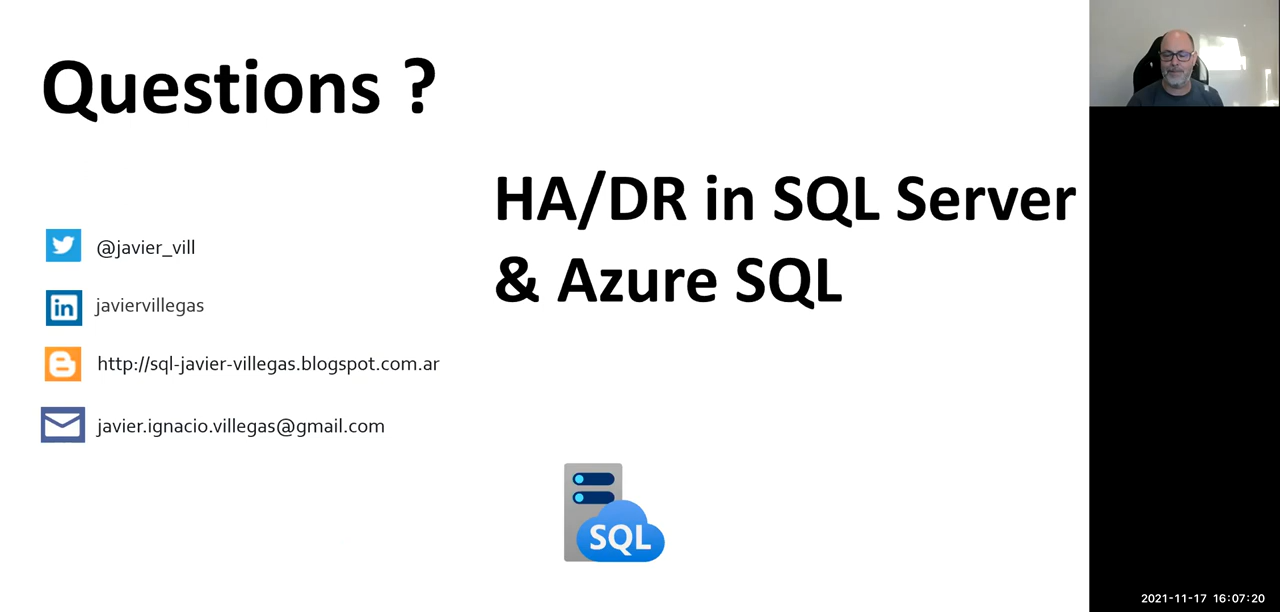 Questions ?
HA/DR in SQL Server
& Azure SQL
@javier_vill
in
javiervillegas
http://sql-javier-villegas.blogspot.com.ar
javier.ignacio.villegas@gmail.com
SQL
2021-11-17 16:07:20